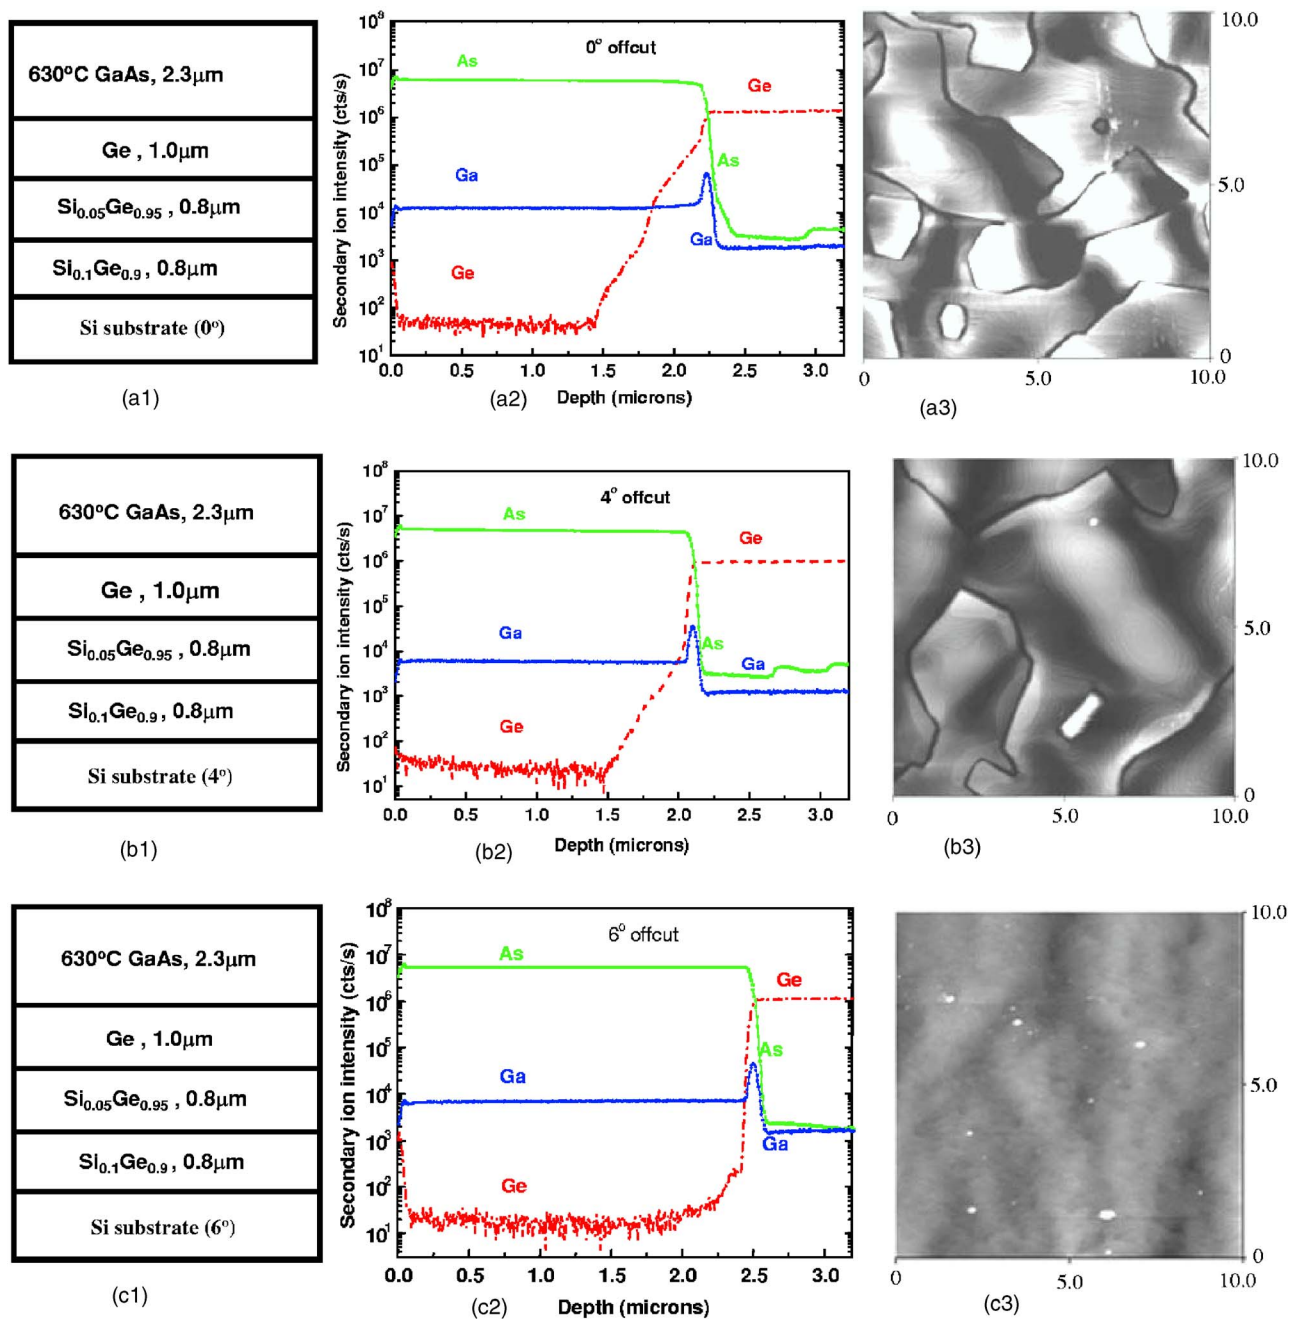 630°C GaAs, 2.3μm
Ge , 1.0μm
Si0.05Ge0.95 , 0.8μm
Si0.1Ge0.9 , 0.8μm
Si substrate (0°)
(a1)
Secondary ion intensity (cts/s)
10^8
10^7
10^6
10^5
10^4
10^3
10^2
10^1
0° offcut
As
Ge
As
Ga
Ga
Ge
0.0 0.5 1.0 1.5 2.0 2.5 3.0
(a2) Depth (microns)
10.0
5.0
0
0 5.0 10.0
(a3)
630°C GaAs, 2.3μm
Ge , 1.0μm
Si0.05Ge0.95 , 0.8μm
Si0.1Ge0.9 , 0.8μm
Si substrate (4°)
(b1)
Secondary ion intensity (cts/s)
10^8
10^7
10^6
10^5
10^4
10^3
10^2
10^1
4° offcut
As
Ge
Ga
As
Ga
Ge
0.0 0.5 1.0 1.5 2.0 2.5 3.0
(b2) Depth (microns)
10.0
5.0
0
0 5.0 10.0
(b3)
630°C GaAs, 2.3μm
Ge , 1.0μm
Si0.05Ge0.95 , 0.8μm
Si0.1Ge0.9 , 0.8μm
Si substrate (6°)
(c1)
Secondary ion intensity (cts/s)
10^8
10^7
10^6
10^5
10^4
10^3
10^2
10^1
6° offcut
As
Ge
As
Ga
Ga
Ge
0.0 0.5 1.0 1.5 2.0 2.5 3.0
(c2) Depth (microns)
10.0
5.0
0
0 5.0 10.0
(c3)